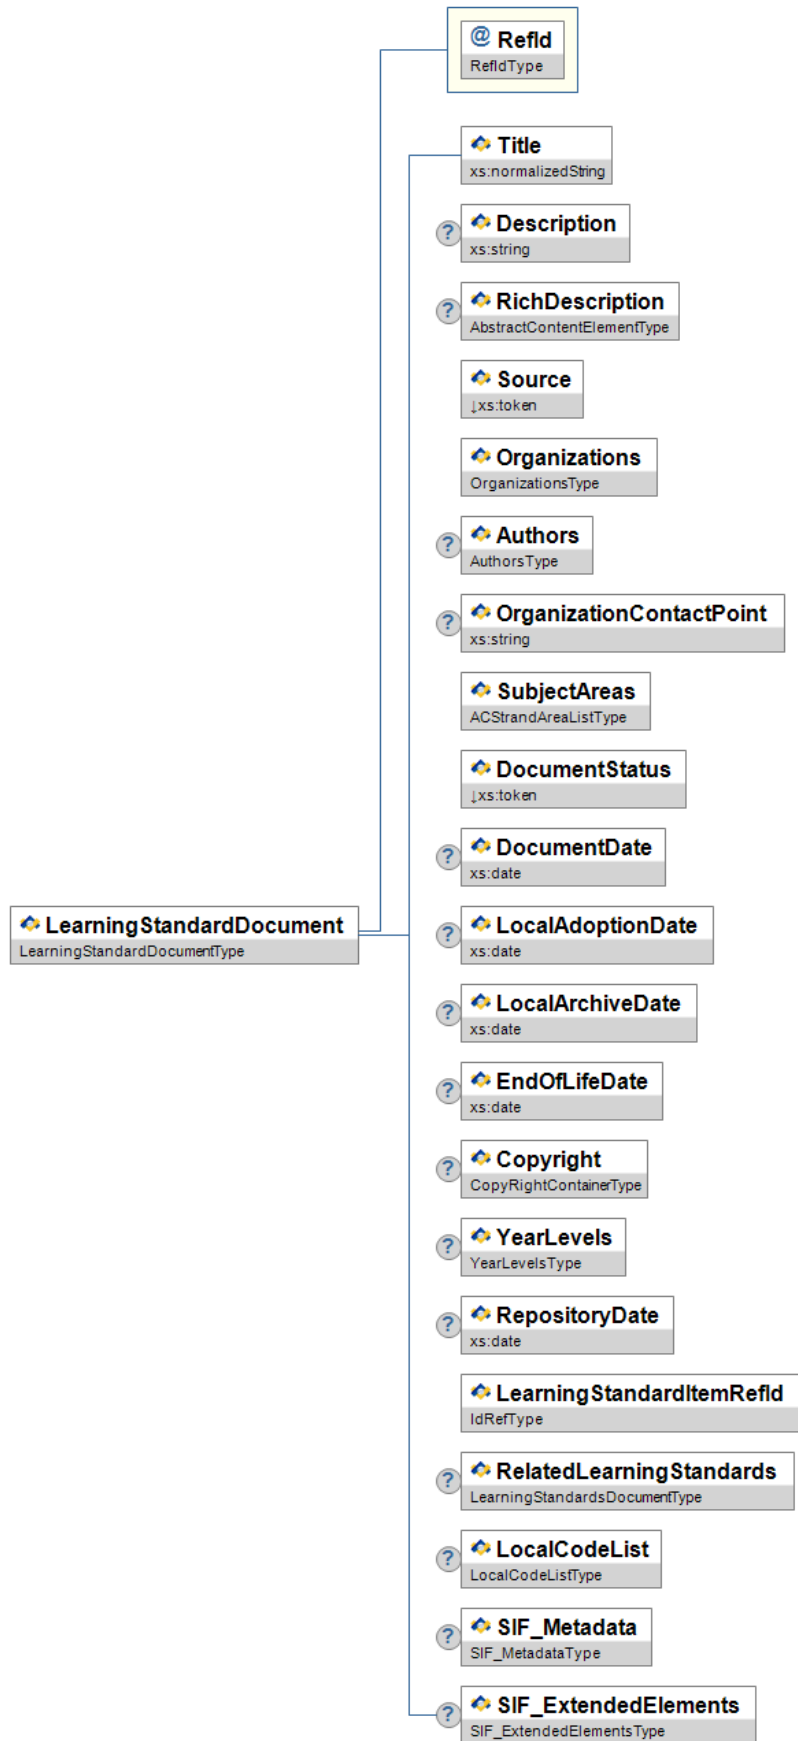 @ RefId
RefIdType
Title
xs:normalizedString
? Description
xs:string
? RichDescription
AbstractContentElementType
Source
↓xs:token
Organizations
OrganizationsType
? Authors
AuthorsType
? OrganizationContactPoint
xs:string
SubjectAreas
ACStrandAreaListType
DocumentStatus
↓xs:token
? DocumentDate
xs:date
LearningStandardDocument
LearningStandardDocumentType
? LocalAdoptionDate
xs:date
? LocalArchiveDate
xs:date
? EndOfLifeDate
xs:date
? Copyright
CopyRightContainerType
? YearLevels
YearLevelsType
? RepositoryDate
xs:date
LearningStandardItemRefId
IdRefType
? RelatedLearningStandards
LearningStandardsDocumentType
? LocalCodeList
LocalCodeListType
? SIF_Metadata
SIF_MetadataType
? SIF_ExtendedElements
SIF_ExtendedElementsType